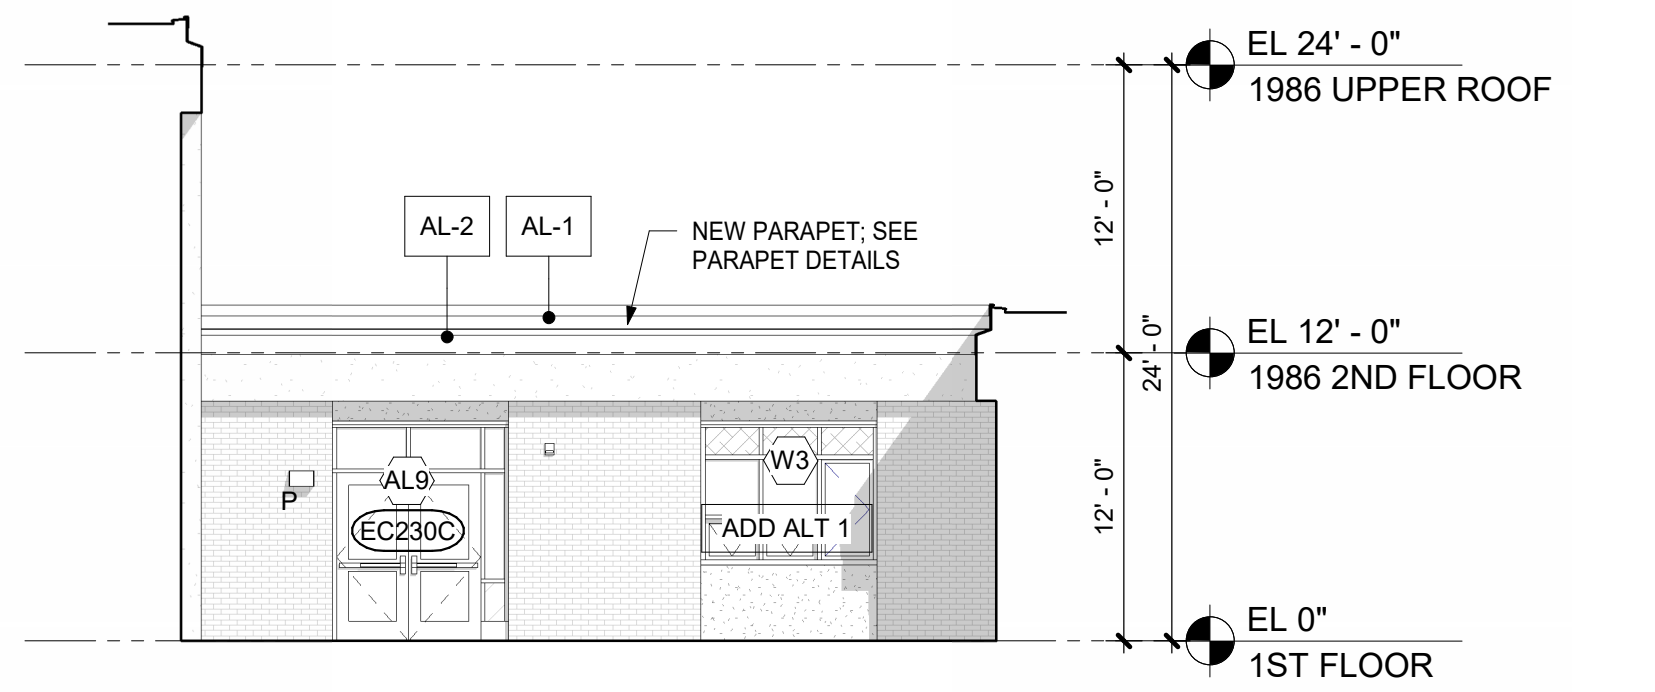 EL 24' - 0"
1986 UPPER ROOF
AL-2
AL-1
NEW PARAPET; SEE
PARAPET DETAILS
12' - 0"
24' - 0"
EL 12' - 0"
1986 2ND FLOOR
W3
AL9
P
EC230C
ADD ALT 1
12' - 0"
EL 0"
1ST FLOOR